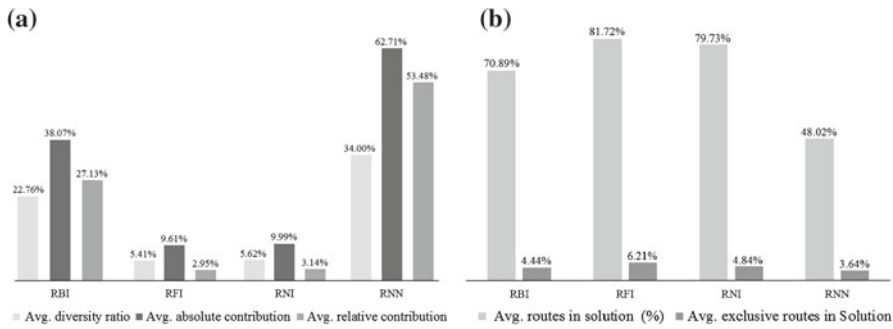 (a)
62.71%
53.48%
38.07%
34.00%
27.13%
22.76%
5.41%
9.61%
2.95%
5.62%
9.99%
3.14%
RBI
RFI
RNI
RNN
Avg. diversity ratio
Avg. absolute contribution
Avg. relative contribution
(b)
81.72%
79.73%
70.89%
48.02%
4.44%
6.21%
4.84%
3.64%
RBI
RFI
RNI
RNN
Avg. routes in solution (%)
Avg. exclusive routes in Solution